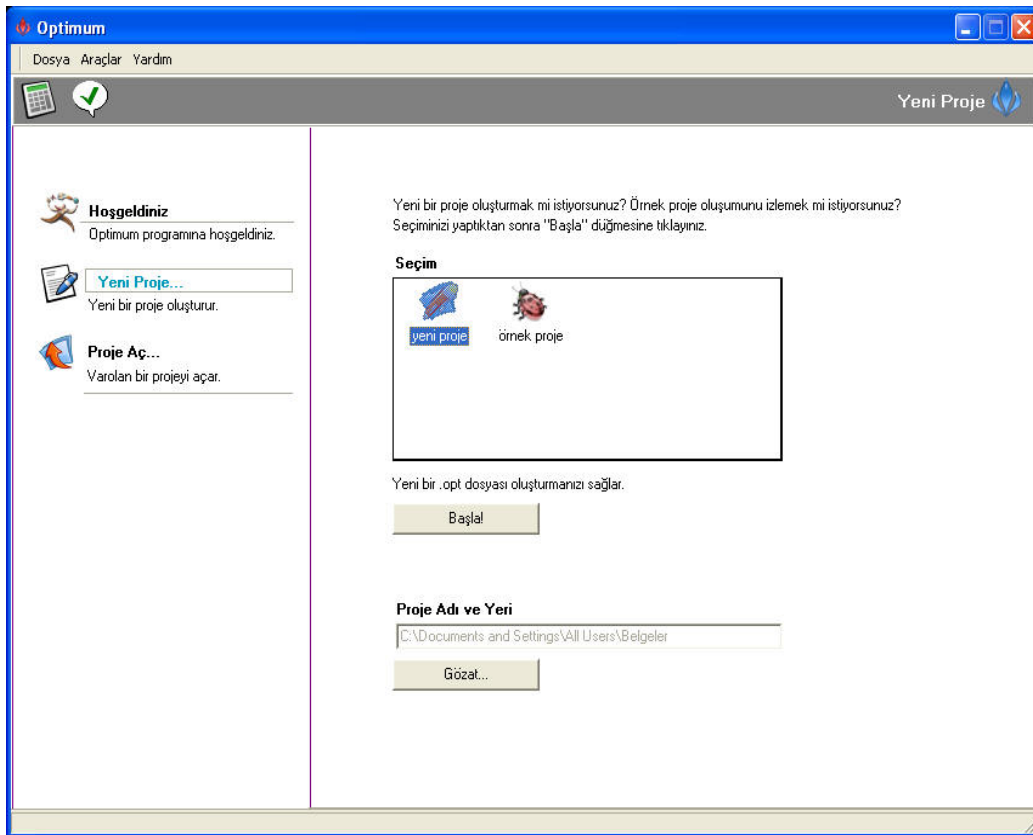 Optimum
Dosya Araçlar Yardım
Yeni Proje
Hoşgeldiniz
Optimum programına hoşgeldiniz.
Yeni Proje...
Yeni bir proje oluşturur.
Proje Aç...
Varolan bir projeyi açar.
Yeni bir proje oluşturmak mi istiyorsunuz? Örnek proje oluşumunu izlemek mi istiyorsunuz?
Seçiminizi yaptıktan sonra "Başla" düğmesine tıklayınız.
Seçim
yeni proje örnek proje
Yeni bir .opt dosyası oluşturmanızı sağlar.
Başla!
Proje Adı ve Yeri
C:\Documents and Settings\All Users\Belgeler
Gözat...